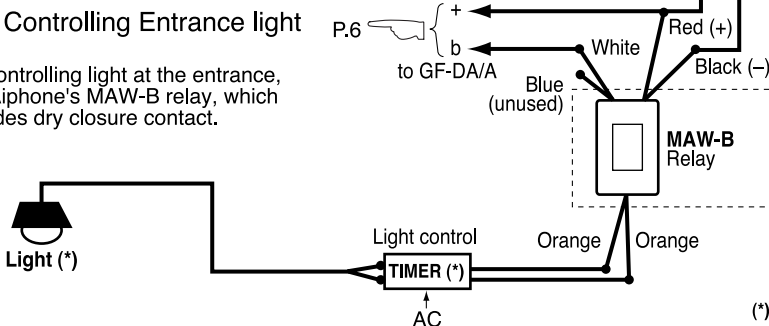 Controlling Entrance light
P.6
+
Red (+)
b
White
to GF-DA/A
Black (–)
ontrolling light at the entrance,
Aiphone's MAW-B relay, which
des dry closure contact.
Blue
(unused)
MAW-B
Relay
Light (*)
Light control
TIMER (*)
AC
Orange
Orange
(*)